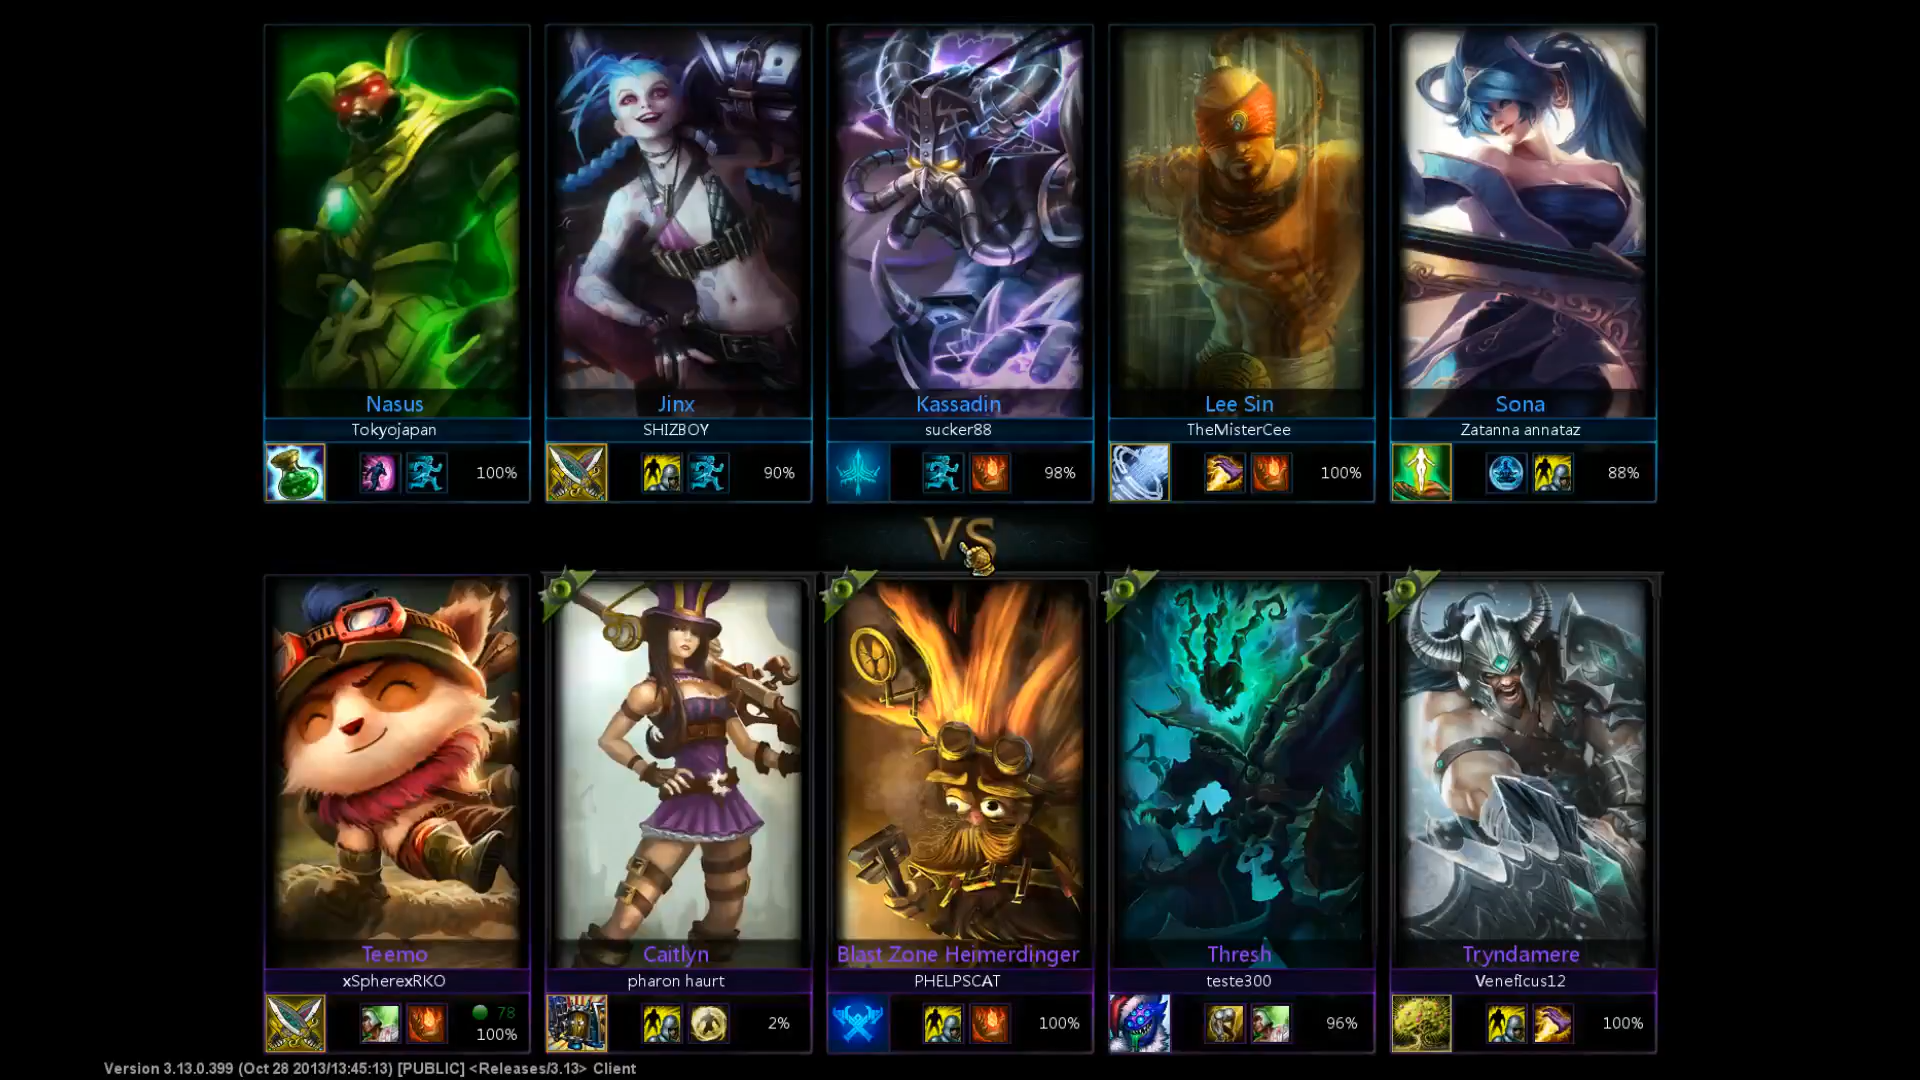 Nasus
Tokyojapan
100%
Jinx
SHIZBOY
90%
Kassadin
sucker88
98%
Lee Sin
TheMisterCee
100%
Sona
Zatanna annataz
88%
VS
Teemo
xSpherexRKO
78
100%
Caitlyn
pharon haurt
2%
Blast Zone Heimerdinger
PHELPSCAT
100%
Thresh
teste300
96%
Tryndamere
Veneficus12
100%
Version 3.13.0.399 (Oct 28 2013/13:45:13) [PUBLIC] <Releases/3.13> Client